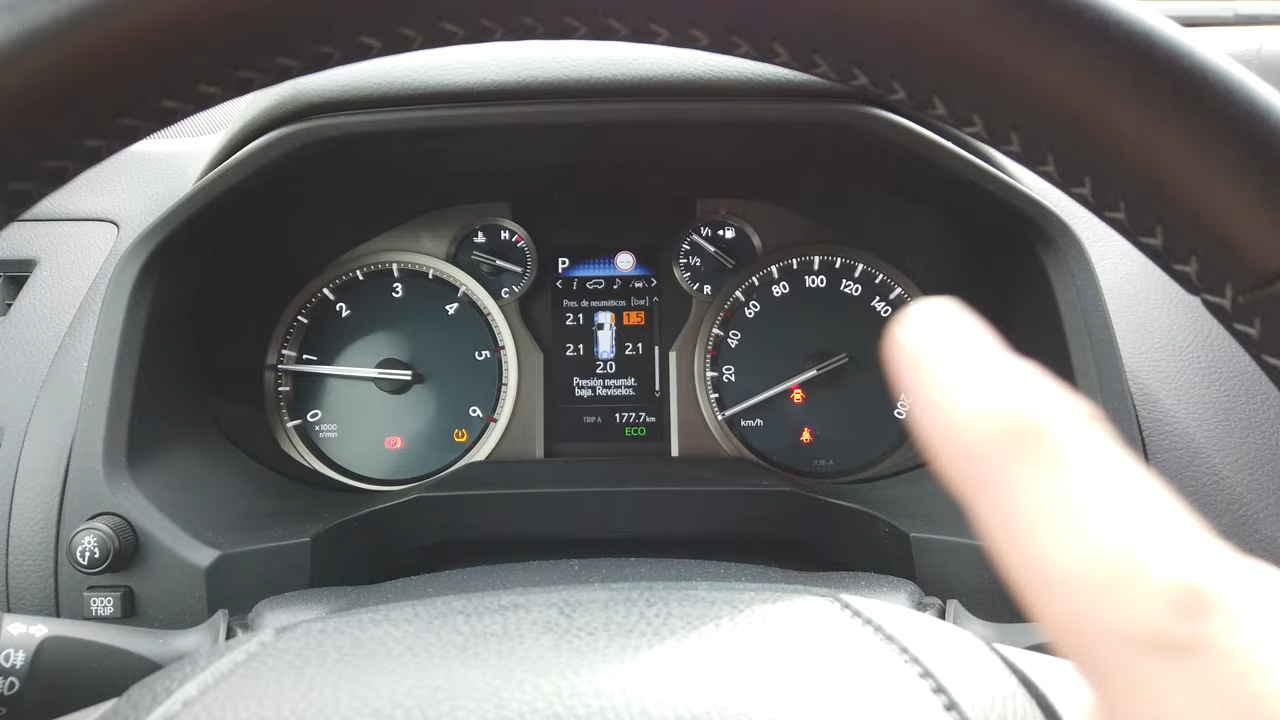 P
H
C
1/1
1/2
R
Pres. de neumáticos [bar]
2.1 1.5
2.1 2.1
2.0
Presión neumát.
baja. Revíselos.
TRIP A 177.7 km
ECO
0
1
2
3
4
5
6
x1000
r/min
20
40
60
80
100
120
140
200
km/h
J138-A
ODO
TRIP